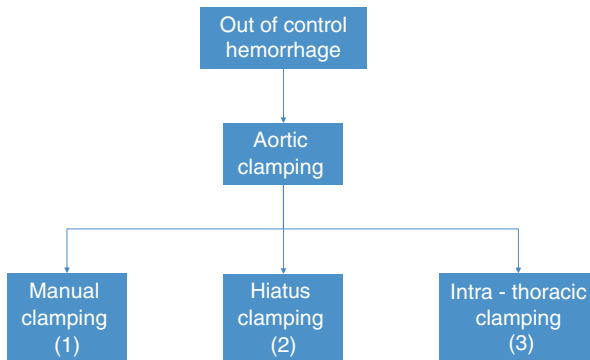 Out of control
hemorrhage
Aortic
clamping
Manual
clamping
(1)
Hiatus
clamping
(2)
Intra - thoracic
clamping
(3)